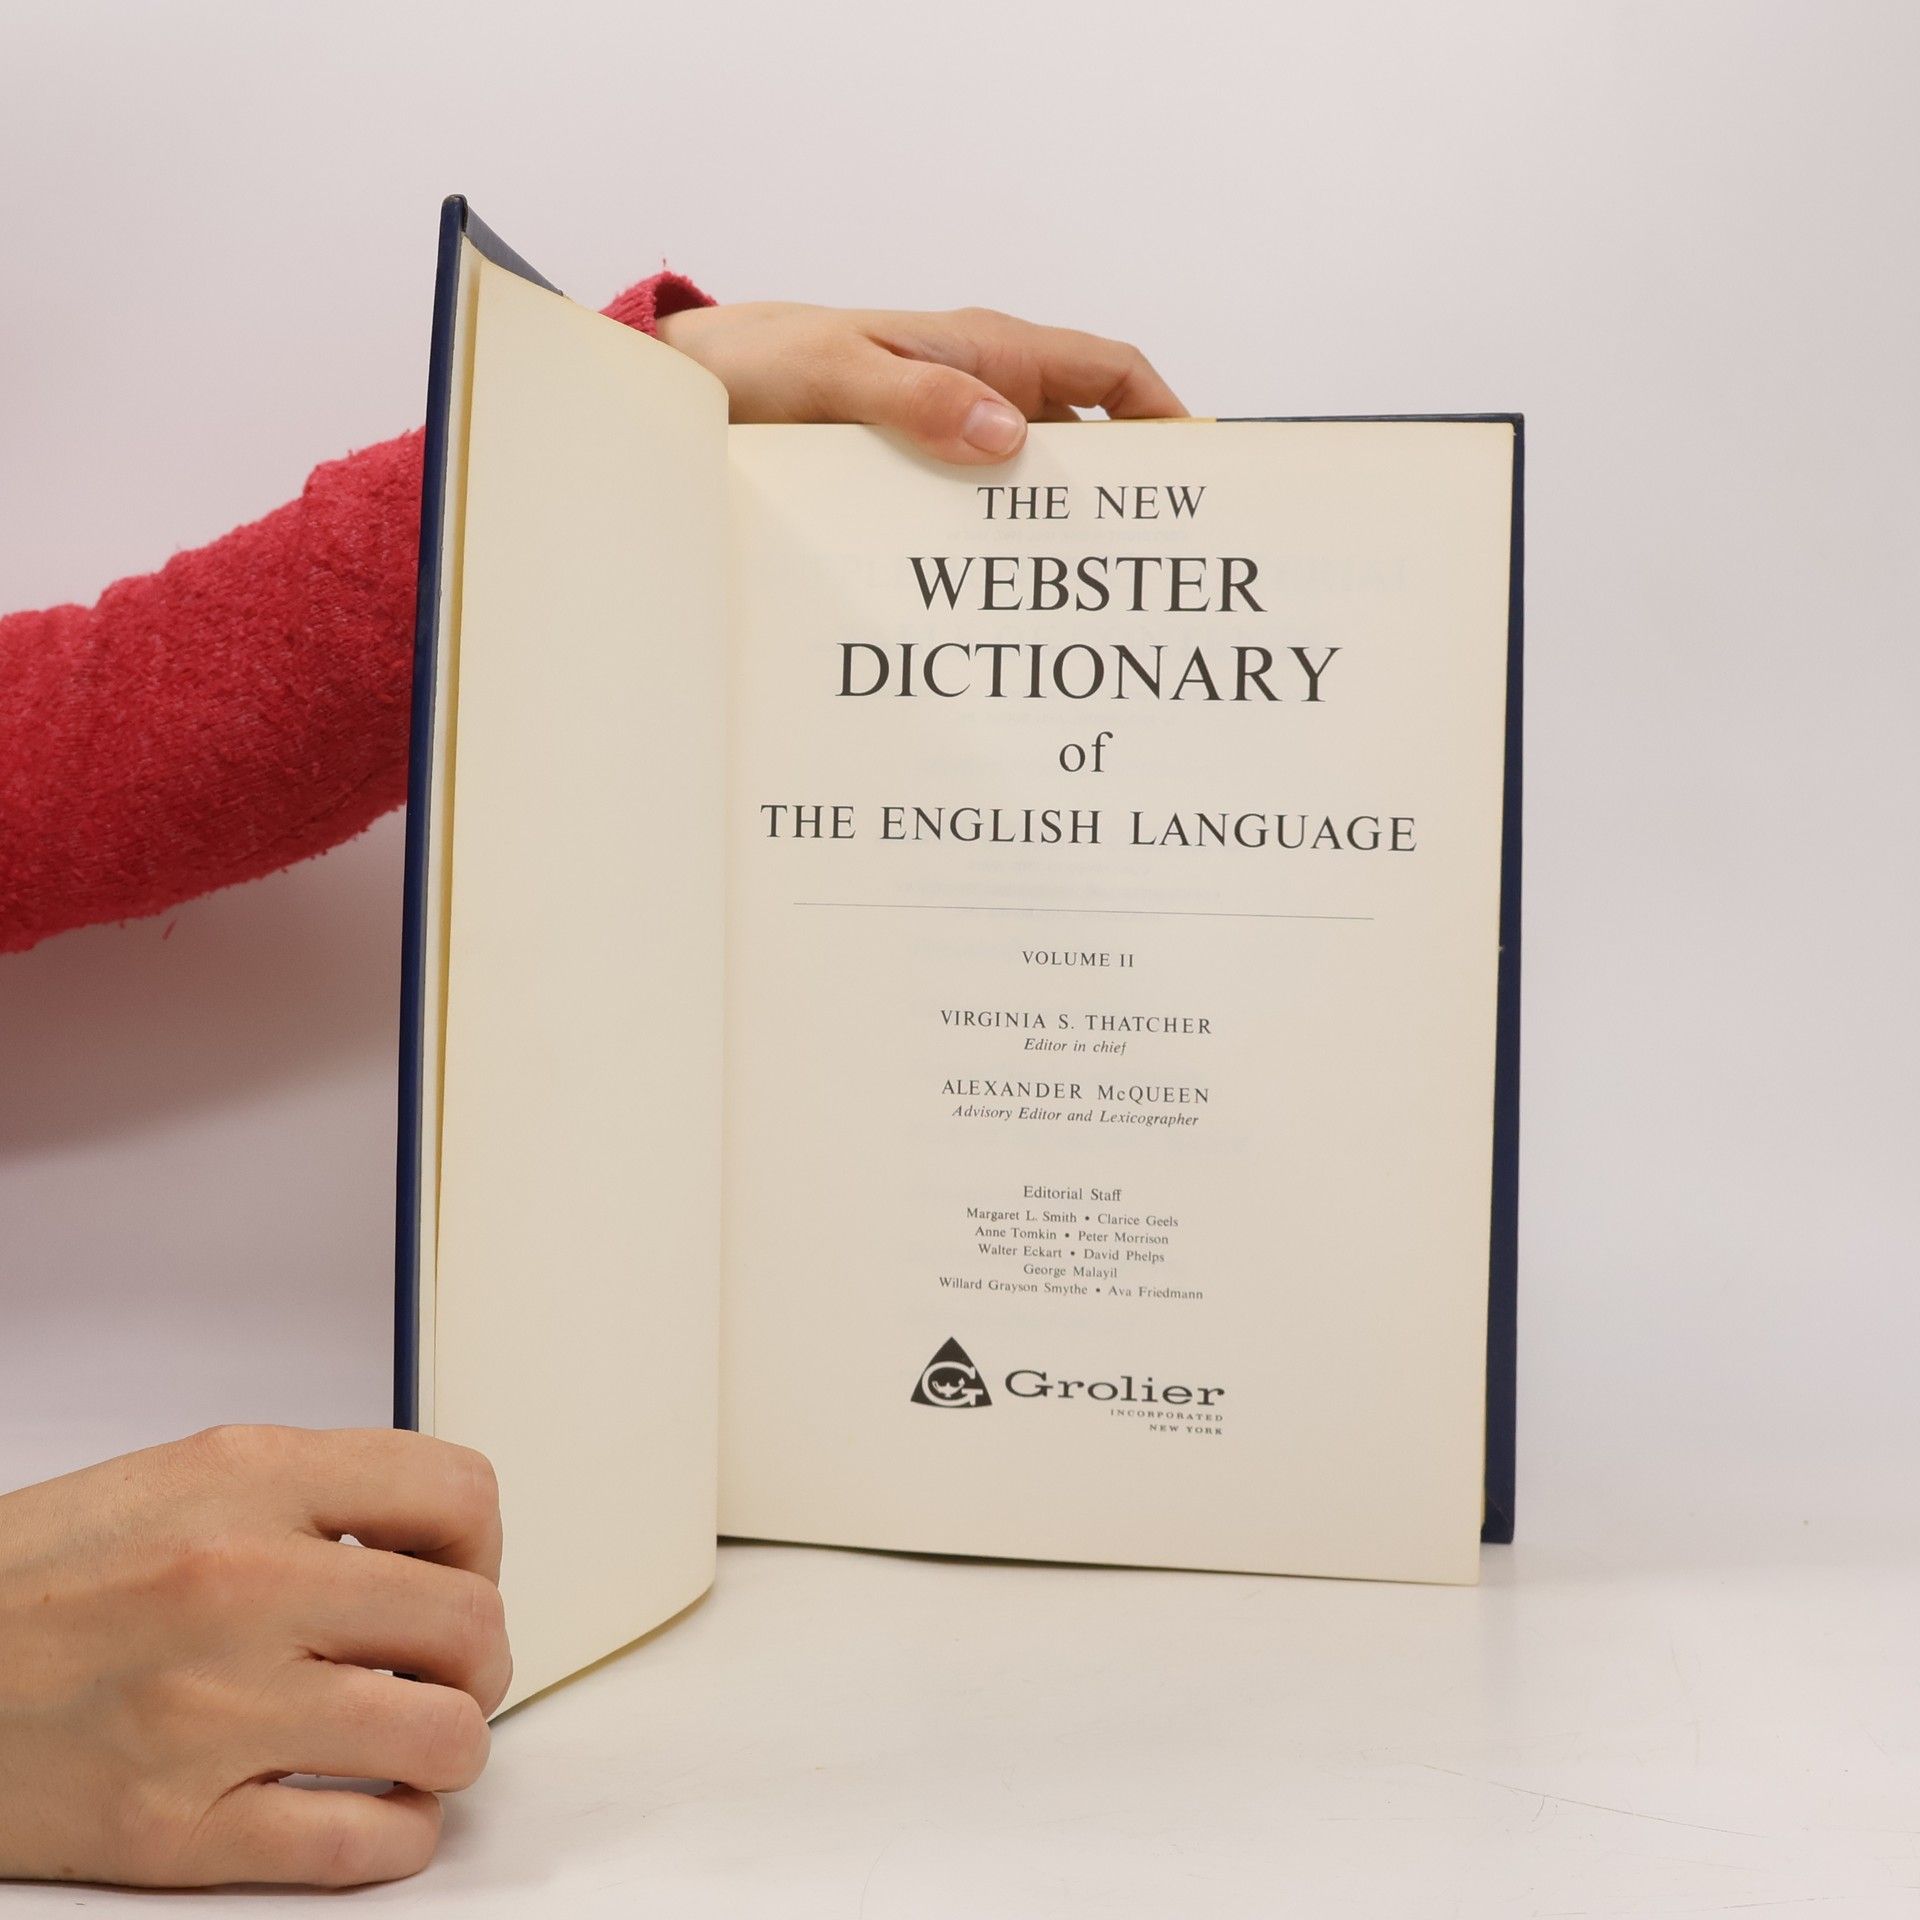 THE NEW
WEBSTER
DICTIONARY
of
THE ENGLISH LANGUAGE
VOLUME II
VIRGINIA S. THATCHER
Editor in chief
ALEXANDER McQUEEN
Advisory Editor and Lexicographer
Editorial Staff
Margaret L. Smith • Clarice Geels
Anne Tomkin • Peter Morrison
Walter Eckart • David Phelps
George Malayil
Willard Grayson Smythe • Ava Friedmann
G Grolier
INCORPORATED
NEW YORK